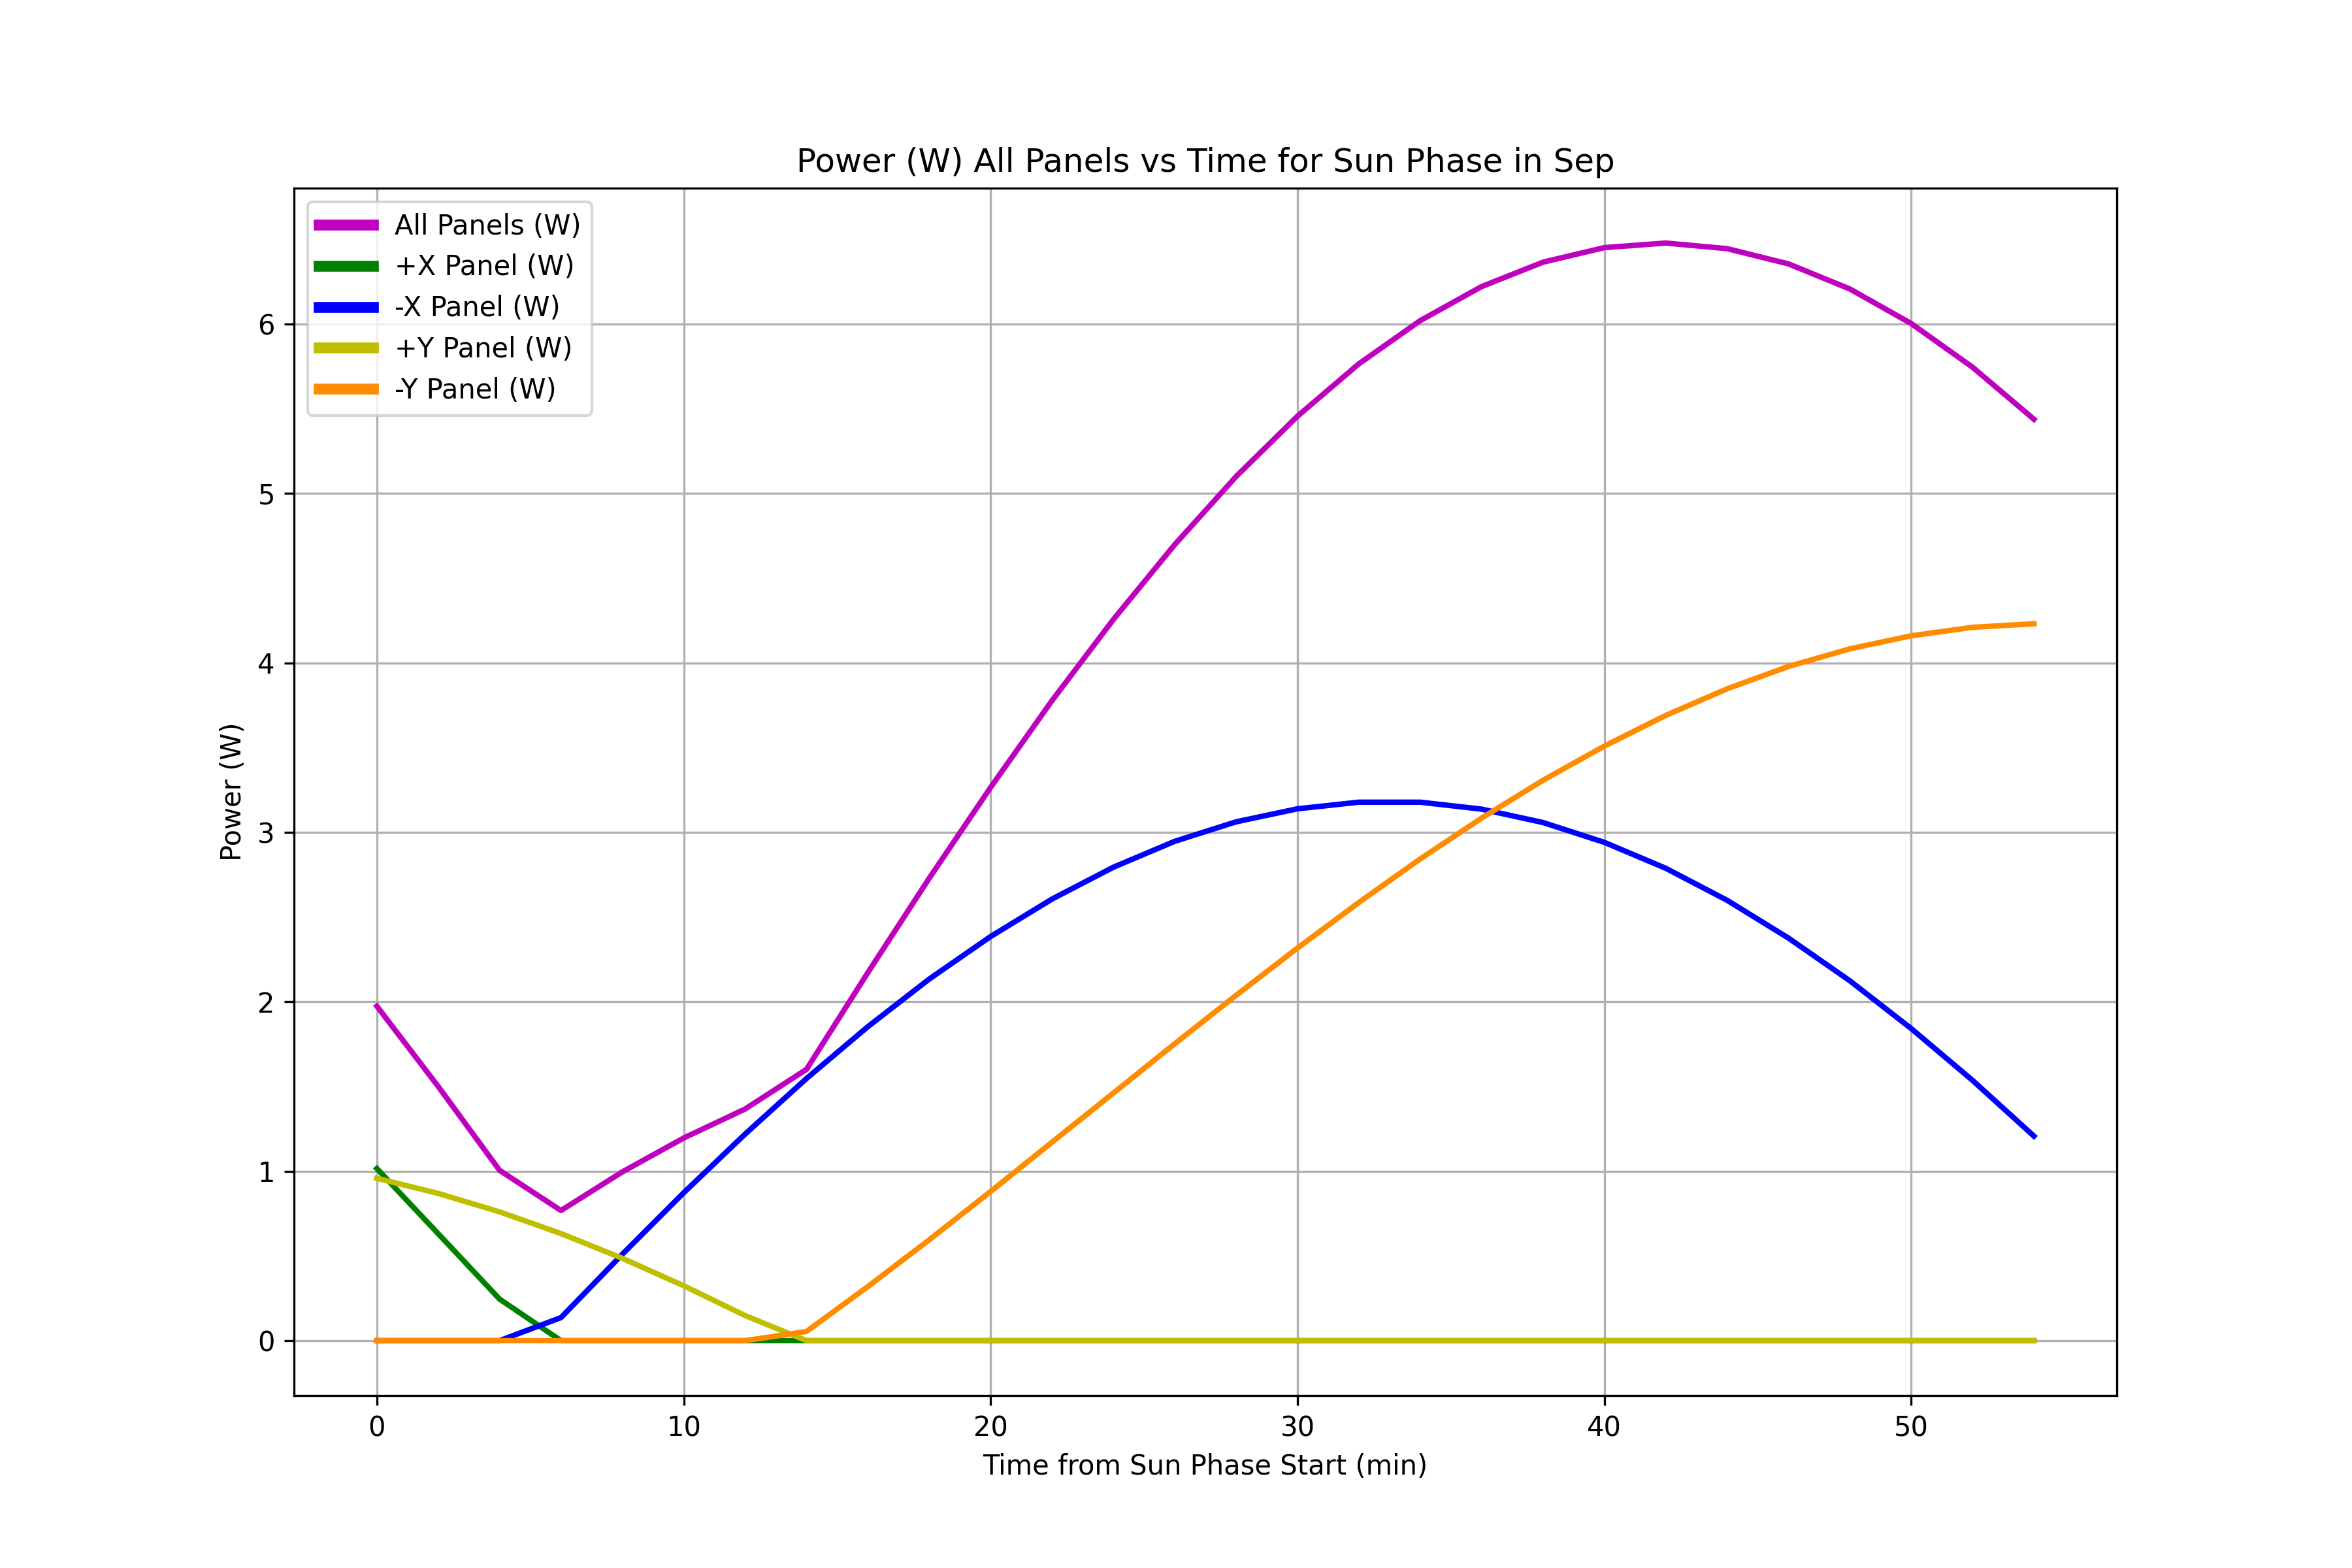 Power (W) All Panels vs Time for Sun Phase in Sep
All Panels (W)
+X Panel (W)
-X Panel (W)
+Y Panel (W)
-Y Panel (W)
6
5
4
3
2
1
0
Power (W)
0 10 20 30 40 50
Time from Sun Phase Start (min)